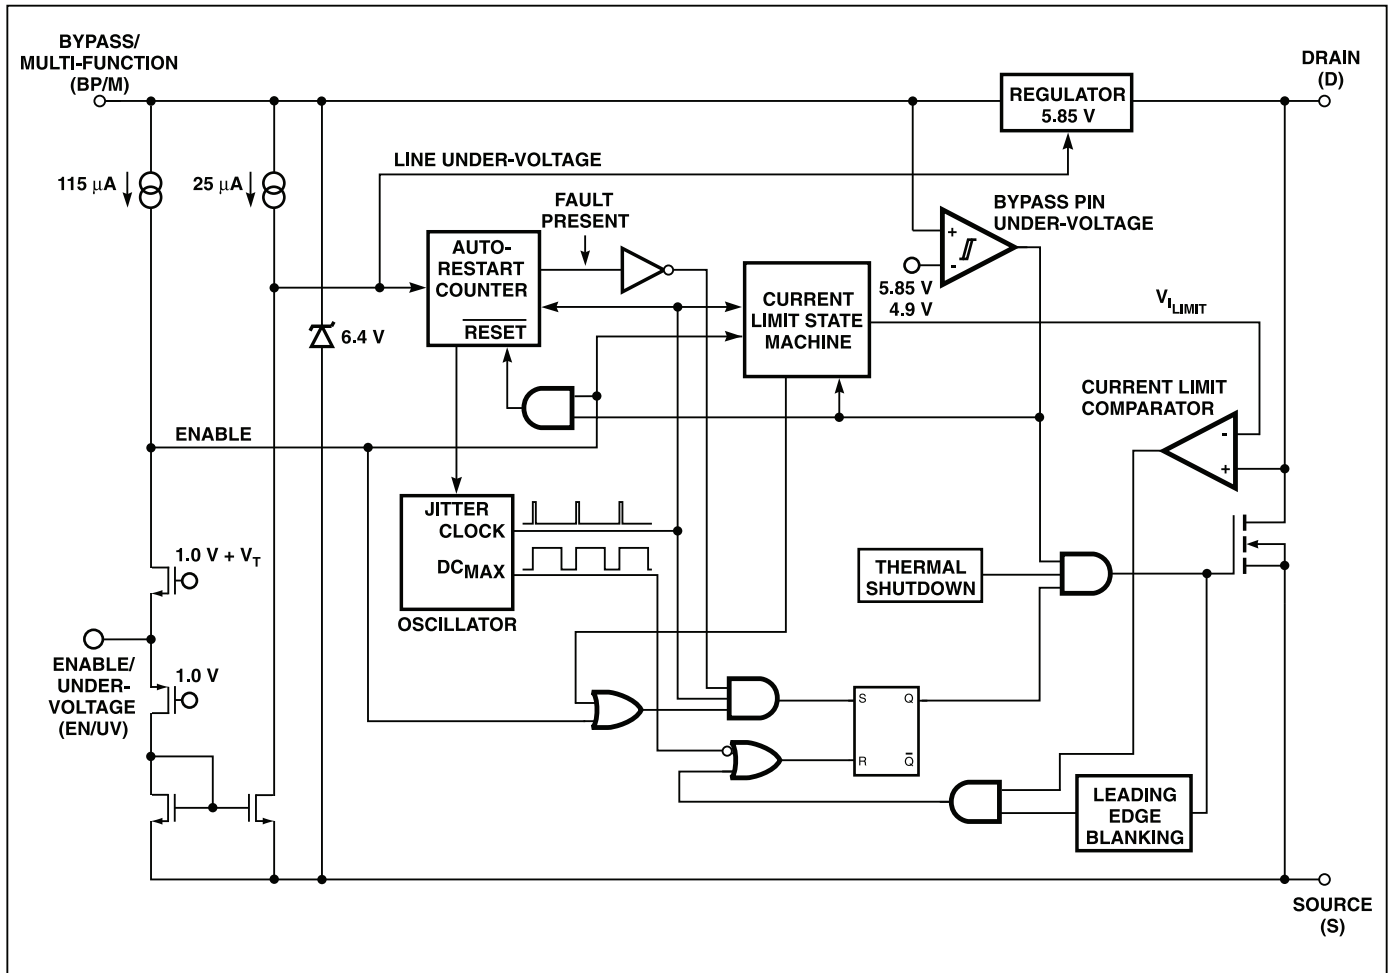 BYPASS/
MULTI-FUNCTION
(BP/M)
DRAIN
(D)
REGULATOR
5.85 V
LINE UNDER-VOLTAGE
115 µA
25 µA
FAULT
PRESENT
BYPASS PIN
UNDER-VOLTAGE
+
-
5.85 V
4.9 V
AUTO-
RESTART
COUNTER
RESET
CURRENT
LIMIT STATE
MACHINE
VILIMIT
6.4 V
CURRENT LIMIT
COMPARATOR
-
+
ENABLE
JITTER
CLOCK
DCMAX
OSCILLATOR
1.0 V + VT
THERMAL
SHUTDOWN
ENABLE/
UNDER-
VOLTAGE
(EN/UV)
1.0 V
S Q
R Q̅
LEADING
EDGE
BLANKING
SOURCE
(S)